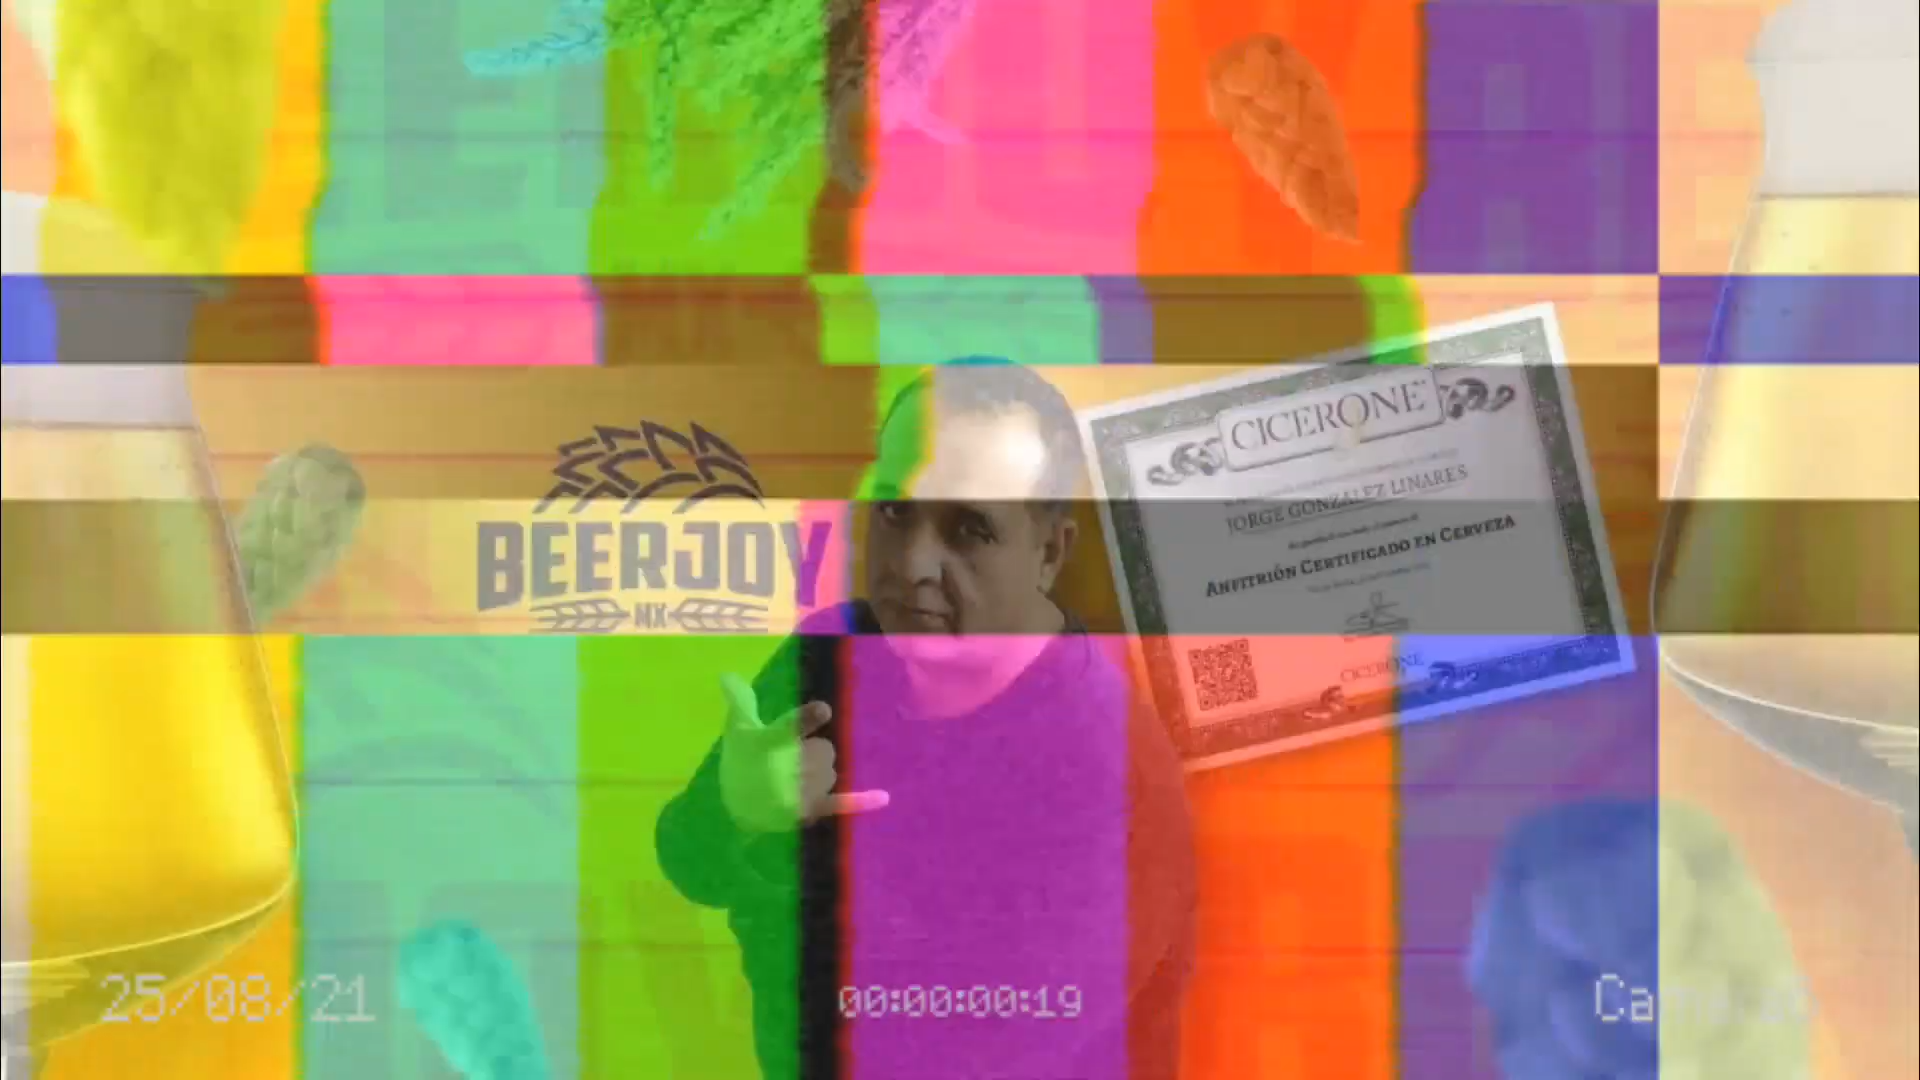 BEERJOY
MX
CICERONE
JORGE GONZALEZ LINARES
ANFITRIÓN CERTIFICADO EN CERVEZA
CICERONE
25/08/21
00:00:00:19